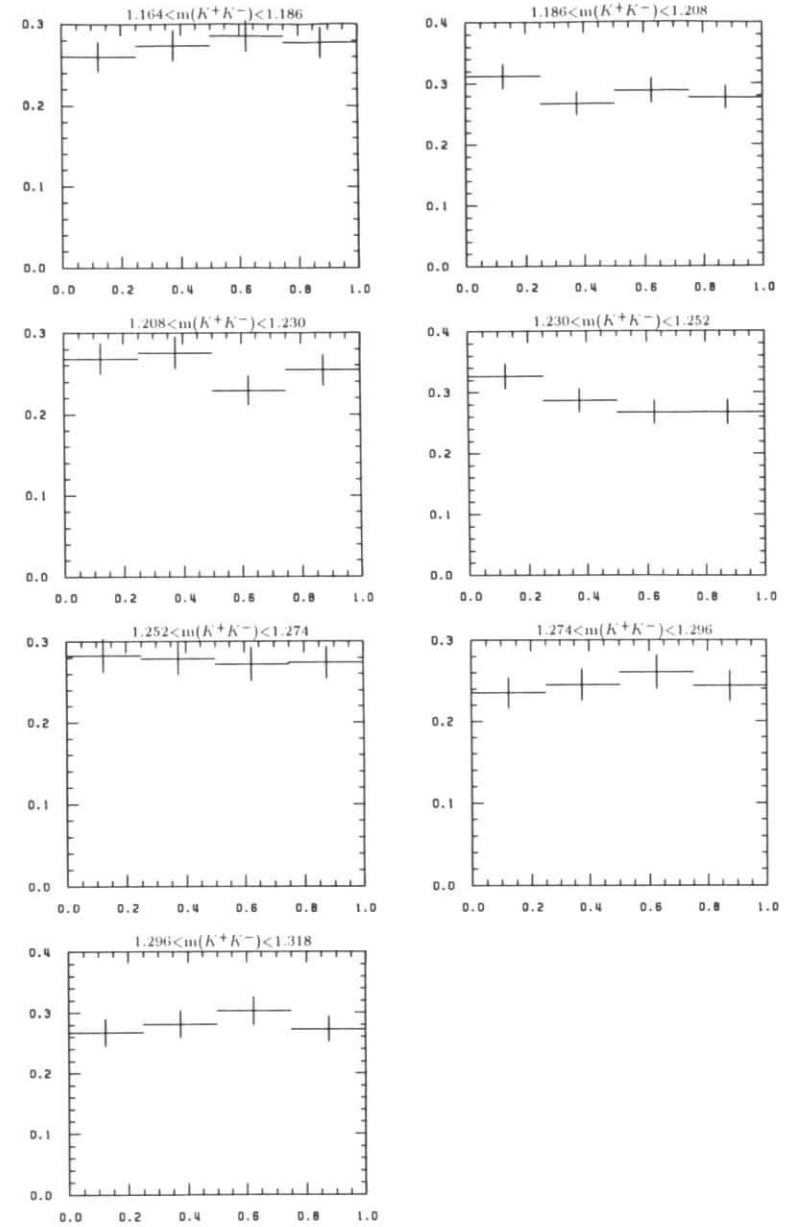 1.164<m(K⁺K⁻)<1.186
0.3
0.2
0.1
0.0
0.0 0.2 0.4 0.6 0.8 1.0
1.186<m(K⁺K⁻)<1.208
0.4
0.3
0.2
0.1
0.0
0.0 0.2 0.4 0.6 0.8 1.0
1.208<m(K⁺K⁻)<1.230
0.3
0.2
0.1
0.0
0.0 0.2 0.4 0.6 0.8 1.0
1.230<m(K⁺K⁻)<1.252
0.4
0.3
0.2
0.1
0.0
0.0 0.2 0.4 0.6 0.8 1.0
1.252<m(K⁺K⁻)<1.274
0.3
0.2
0.1
0.0
0.0 0.2 0.4 0.6 0.8 1.0
1.274<m(K⁺K⁻)<1.296
0.3
0.2
0.1
0.0
0.0 0.2 0.4 0.6 0.8 1.0
1.296<m(K⁺K⁻)<1.318
0.4
0.3
0.2
0.1
0.0
0.0 0.2 0.4 0.6 0.8 1.0